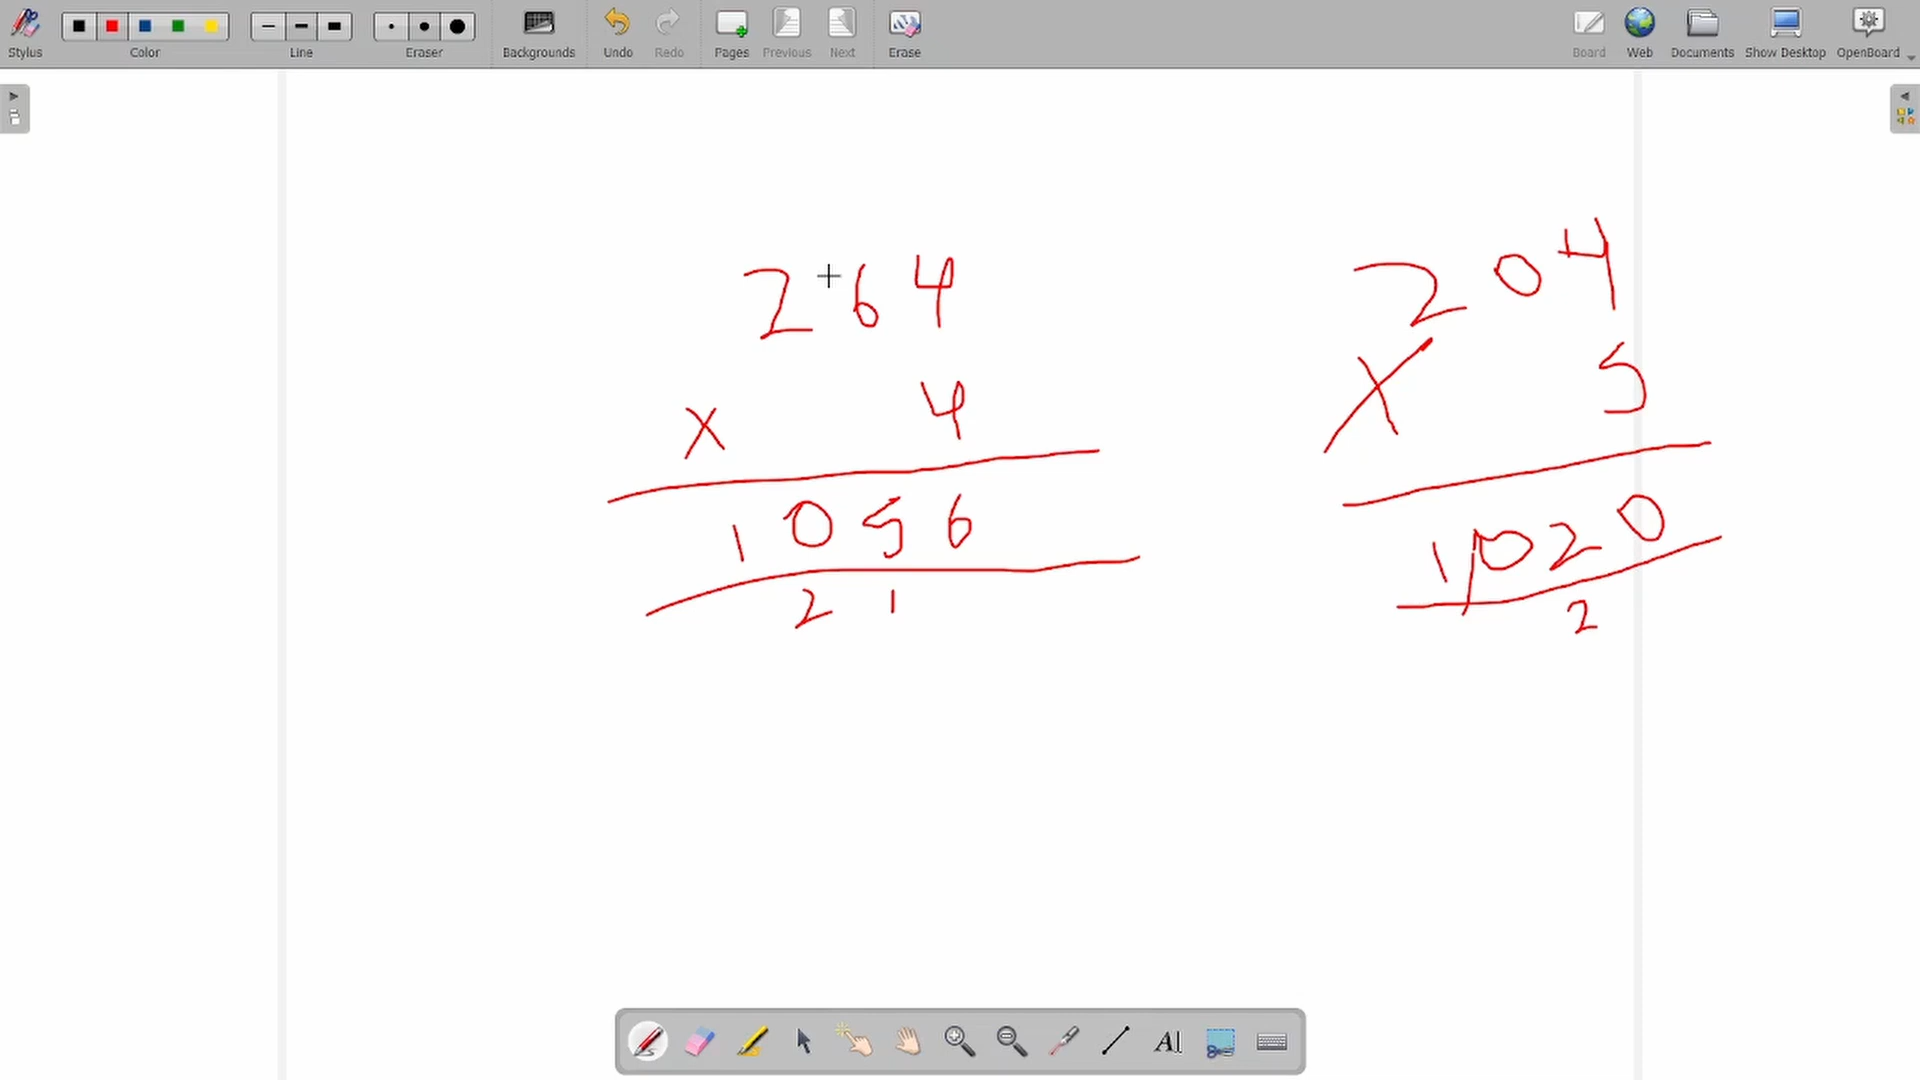 Stylus Color Line Eraser Backgrounds Undo Redo Pages Previous Next Erase Board Web Documents Show Desktop OpenBoard
264
x 4
1056
2 1
204
x 5
1020
2
AI